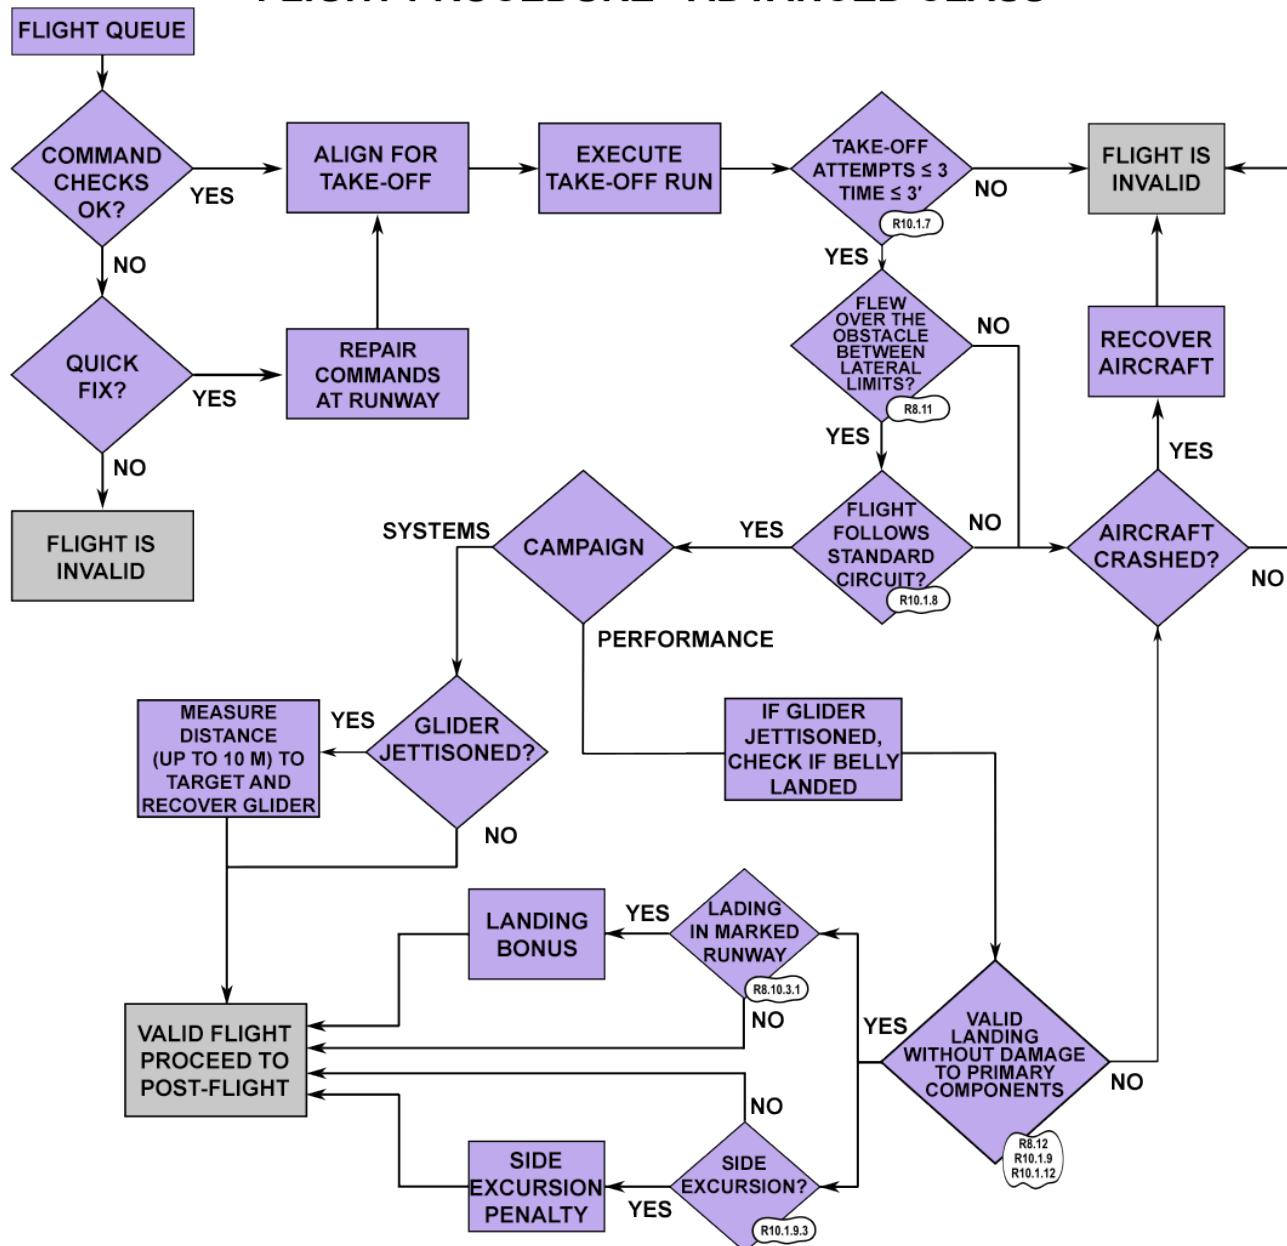 FLIGHT PROCEDURE - ADVANCED CLASS
FLIGHT QUEUE
COMMAND
CHECKS
OK?
YES
NO
ALIGN FOR
TAKE-OFF
EXECUTE
TAKE-OFF RUN
TAKE-OFF
ATTEMPTS ≤ 3
TIME ≤ 3'
R10.1.7
NO
YES
FLIGHT IS
INVALID
QUICK
FIX?
YES
NO
REPAIR
COMMANDS
AT RUNWAY
FLEW
OVER THE
OBSTACLE
BETWEEN
LATERAL
LIMITS?
R8.11
NO
YES
RECOVER
AIRCRAFT
YES
FLIGHT IS
INVALID
SYSTEMS
CAMPAIGN
YES
FLIGHT
FOLLOWS
STANDARD
CIRCUIT?
R10.1.8
NO
AIRCRAFT
CRASHED?
NO
PERFORMANCE
MEASURE
DISTANCE
(UP TO 10 M) TO
TARGET AND
RECOVER GLIDER
YES
GLIDER
JETTISONED?
NO
IF GLIDER
JETTISONED,
CHECK IF BELLY
LANDED
LANDING
BONUS
YES
LADING
IN MARKED
RUNWAY
R8.10.3.1
NO
VALID FLIGHT
PROCEED TO
POST-FLIGHT
YES
VALID
LANDING
WITHOUT DAMAGE
TO PRIMARY
COMPONENTS
R8.12
R10.1.9
R10.1.12
NO
NO
SIDE
EXCURSION
PENALTY
YES
SIDE
EXCURSION?
R10.1.9.3